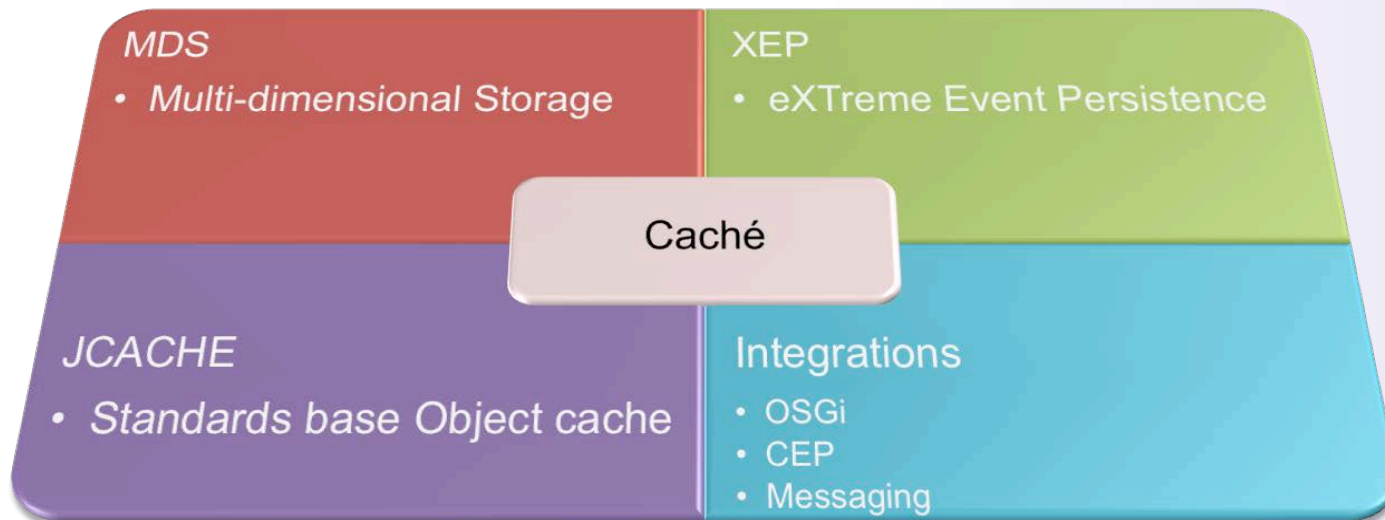 MDS
• Multi-dimensional Storage
XEP
• eXTreme Event Persistence
Caché
JCACHE
• Standards base Object cache
Integrations
• OSGi
• CEP
• Messaging